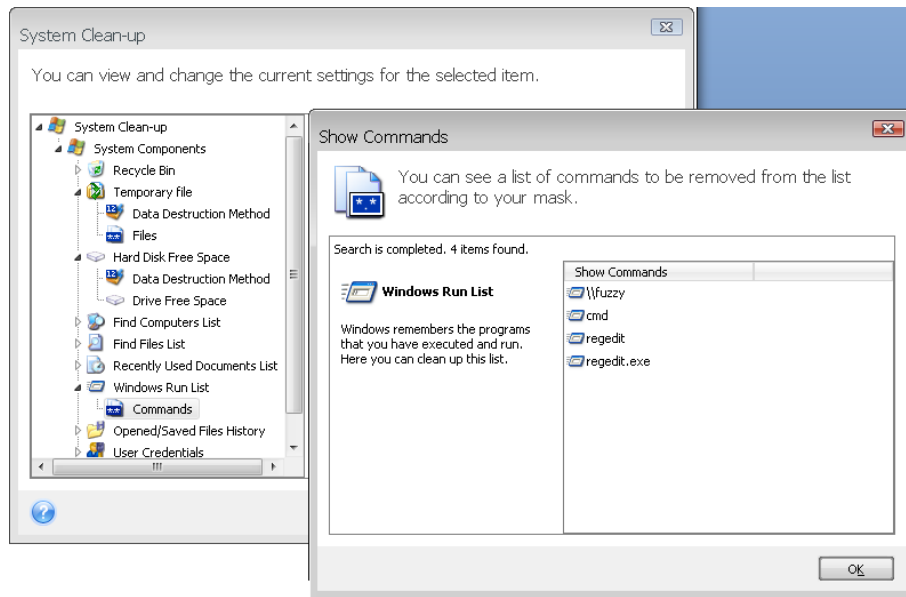 System Clean-up
You can view and change the current settings for the selected item.
System Clean-up
System Components
Recycle Bin
Temporary file
Data Destruction Method
Files
Hard Disk Free Space
Data Destruction Method
Drive Free Space
Find Computers List
Find Files List
Recently Used Documents List
Windows Run List
Commands
Opened/Saved Files History
User Credentials
Show Commands
You can see a list of commands to be removed from the list
according to your mask.
Search is completed. 4 items found.
Windows Run List
Windows remembers the programs
that you have executed and run.
Here you can clean up this list.
Show Commands
\\fuzzy
cmd
regedit
regedit.exe
OK